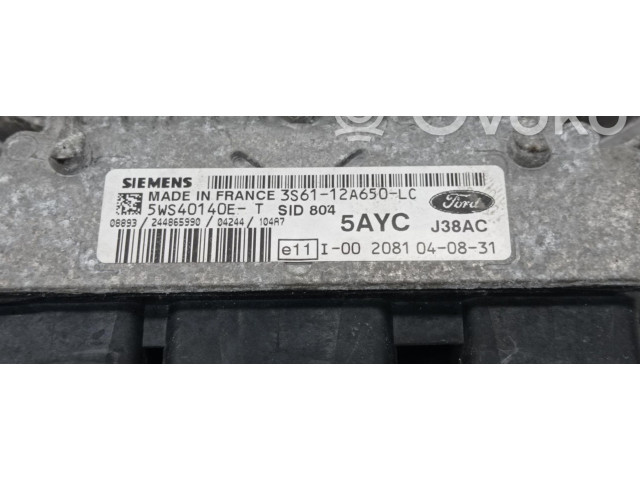 OVOKO
SIEMENS
MADE IN FRANCE 3S61-12A650-LC
5WS40140E- T SID 804
08893 / 244865990 / 04244 / 104A7
5AYC
Ford
J38AC
e11 I-00 2081 04-08-31